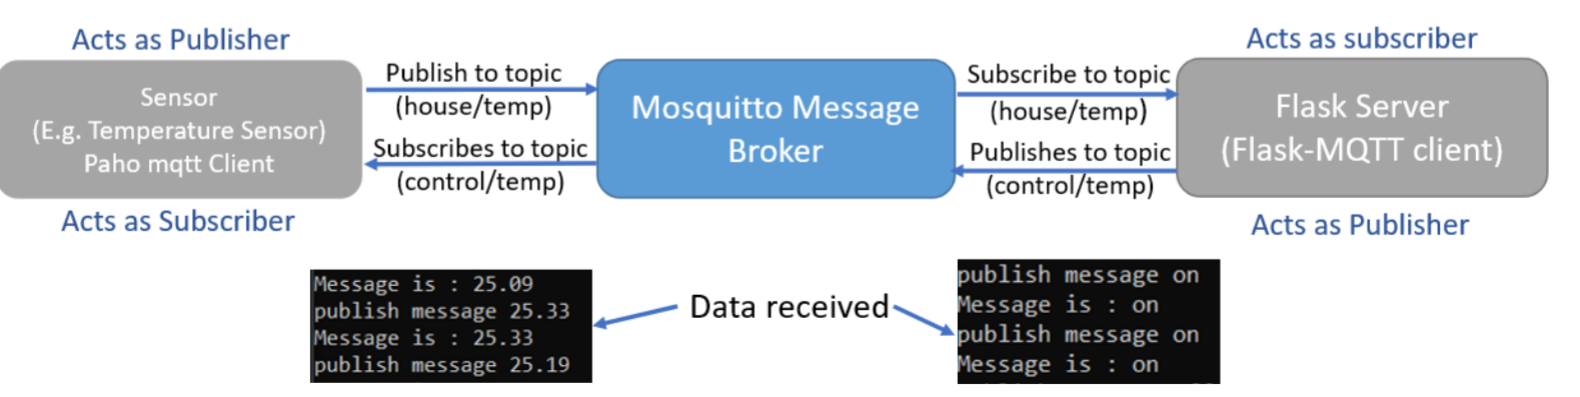 Acts as Publisher
Sensor
(E.g. Temperature Sensor)
Paho mqtt Client
Acts as Subscriber
Publish to topic
(house/temp)
Subscribes to topic
(control/temp)
Mosquitto Message
Broker
Subscribe to topic
(house/temp)
Publishes to topic
(control/temp)
Acts as subscriber
Flask Server
(Flask-MQTT client)
Acts as Publisher
Message is : 25.09
publish message 25.33
Message is : 25.33
publish message 25.19
Data received
publish message on
Message is : on
publish message on
Message is : on